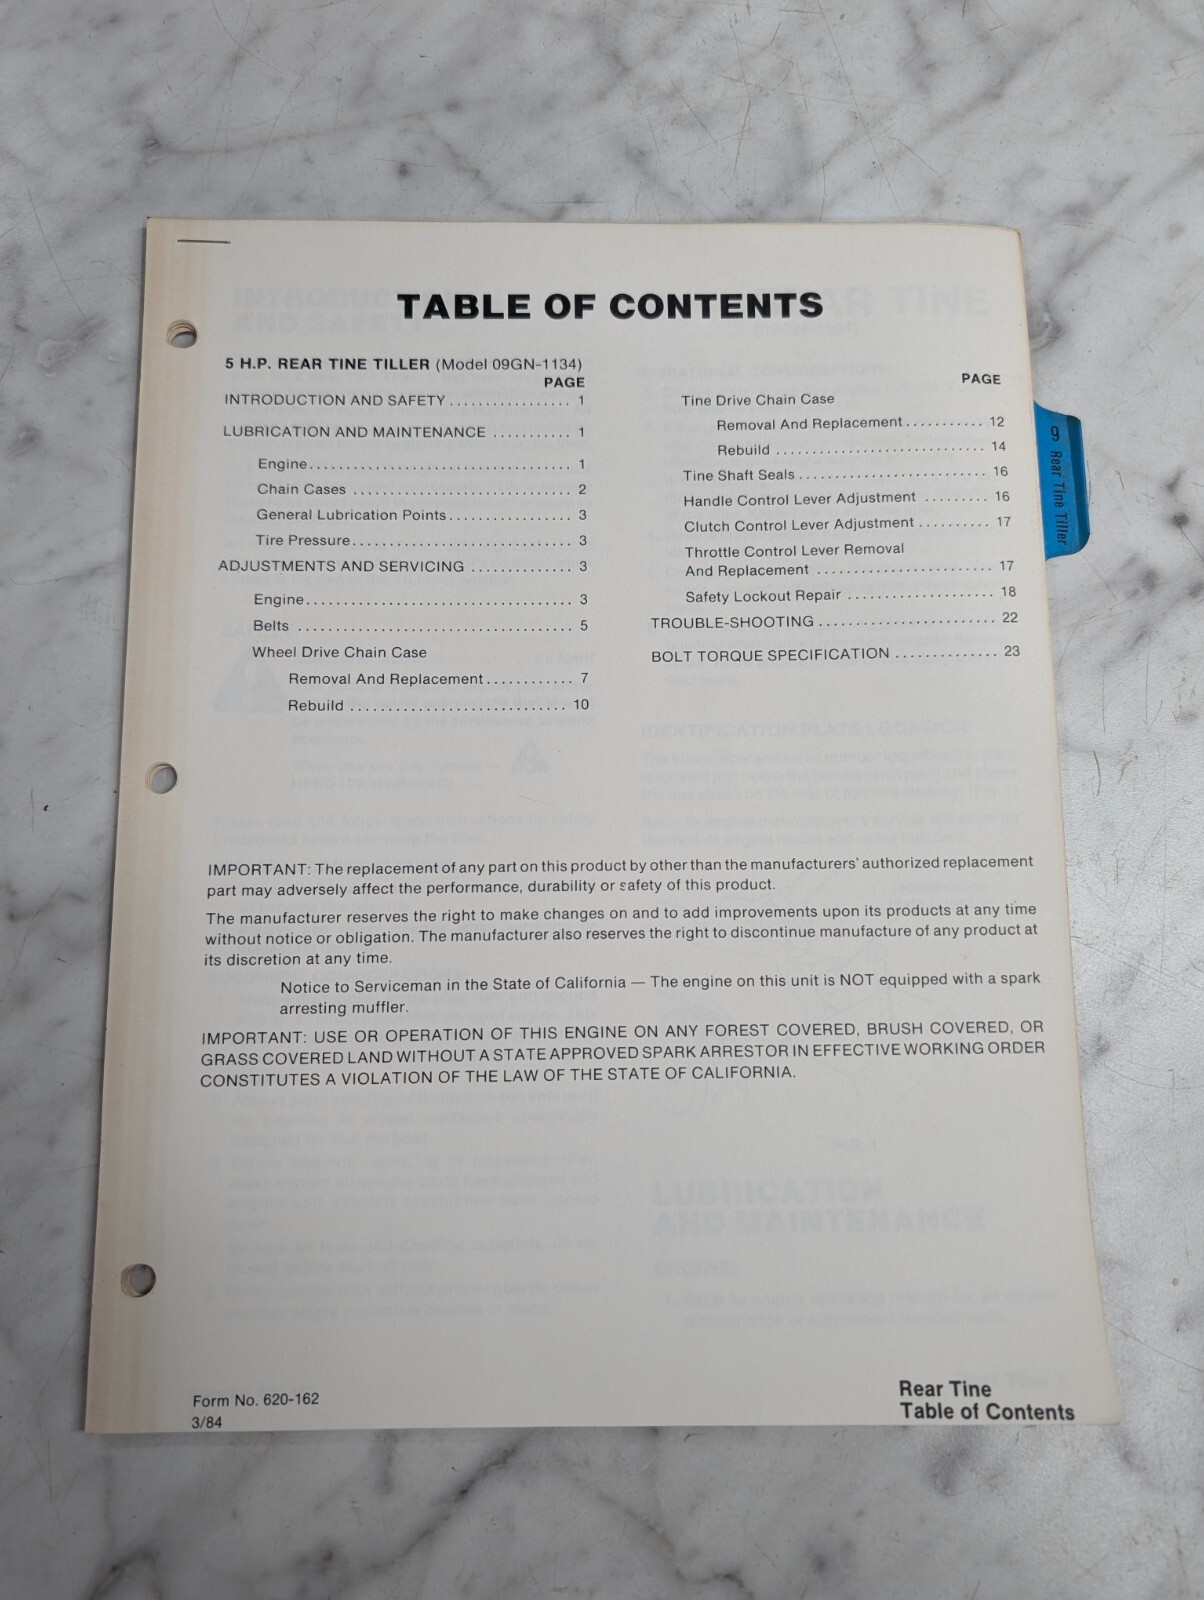 TABLE OF CONTENTS
5 H.P. REAR TINE TILLER (Model 09GN-1134)
PAGE
INTRODUCTION AND SAFETY ................ 1
LUBRICATION AND MAINTENANCE .......... 1
Engine................................... 1
Chain Cases ............................. 2
General Lubrication Points................ 3
Tire Pressure............................. 3
ADJUSTMENTS AND SERVICING .............. 3
Engine................................... 3
Belts .................................... 5
Wheel Drive Chain Case
Removal And Replacement............ 7
Rebuild ............................. 10
PAGE
Tine Drive Chain Case
Removal And Replacement........... 12
Rebuild ............................ 14
Tine Shaft Seals......................... 16
Handle Control Lever Adjustment ......... 16
Clutch Control Lever Adjustment .......... 17
Throttle Control Lever Removal
And Replacement ........................ 17
Safety Lockout Repair .................... 18
TROUBLE-SHOOTING........................ 22
BOLT TORQUE SPECIFICATION .............. 23
9 Rear Tine Tiller
IMPORTANT: The replacement of any part on this product by other than the manufacturers' authorized replacement
part may adversely affect the performance, durability or safety of this product.
The manufacturer reserves the right to make changes on and to add improvements upon its products at any time
without notice or obligation. The manufacturer also reserves the right to discontinue manufacture of any product at
its discretion at any time.
Notice to Serviceman in the State of California — The engine on this unit is NOT equipped with a spark
arresting muffler.
IMPORTANT: USE OR OPERATION OF THIS ENGINE ON ANY FOREST COVERED, BRUSH COVERED, OR
GRASS COVERED LAND WITHOUT A STATE APPROVED SPARK ARRESTOR IN EFFECTIVE WORKING ORDER
CONSTITUTES A VIOLATION OF THE LAW OF THE STATE OF CALIFORNIA.
Form No. 620-162
3/84
Rear Tine
Table of Contents